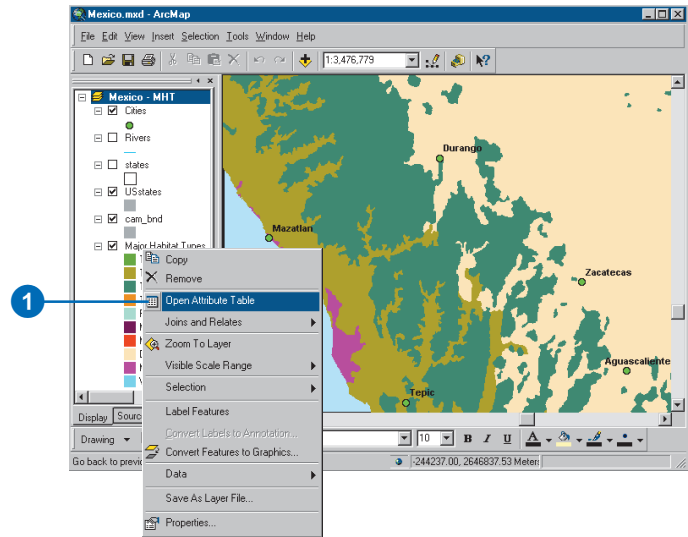 Mexico.mxd - ArcMap
File Edit View Insert Selection Tools Window Help
1:3,476,779
Mexico - MHT
Cities
Rivers
states
USstates
cam_bnd
Major Habitat Types
Durango
Mazatlan
Zacatecas
Aguascaliente
Tepic
1
Copy
Remove
Open Attribute Table
Joins and Relates
Zoom To Layer
Visible Scale Range
Selection
Label Features
Convert Labels to Annotation...
Convert Features to Graphics...
Data
Save As Layer File...
Properties...
Display Sourc
Drawing 10 B I U A
Go back to previ -244237.00, 2646837.53 Meter: